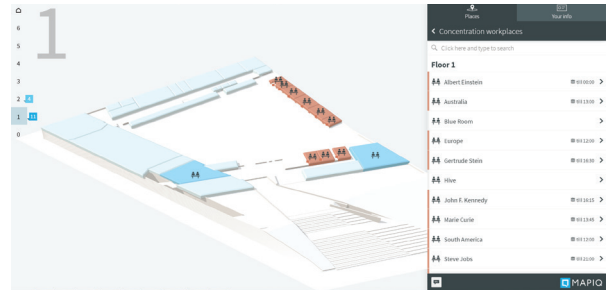 1
6
5
4
3
2
1 11
0
Places
Your info
Concentration workplaces
Click here and type to search
Floor 1
Albert Einstein
Australia
Blue Room
Europe
Gertrude Stein
Hive
John F. Kennedy
Marie Curie
South America
Steve Jobs
MAPIQ